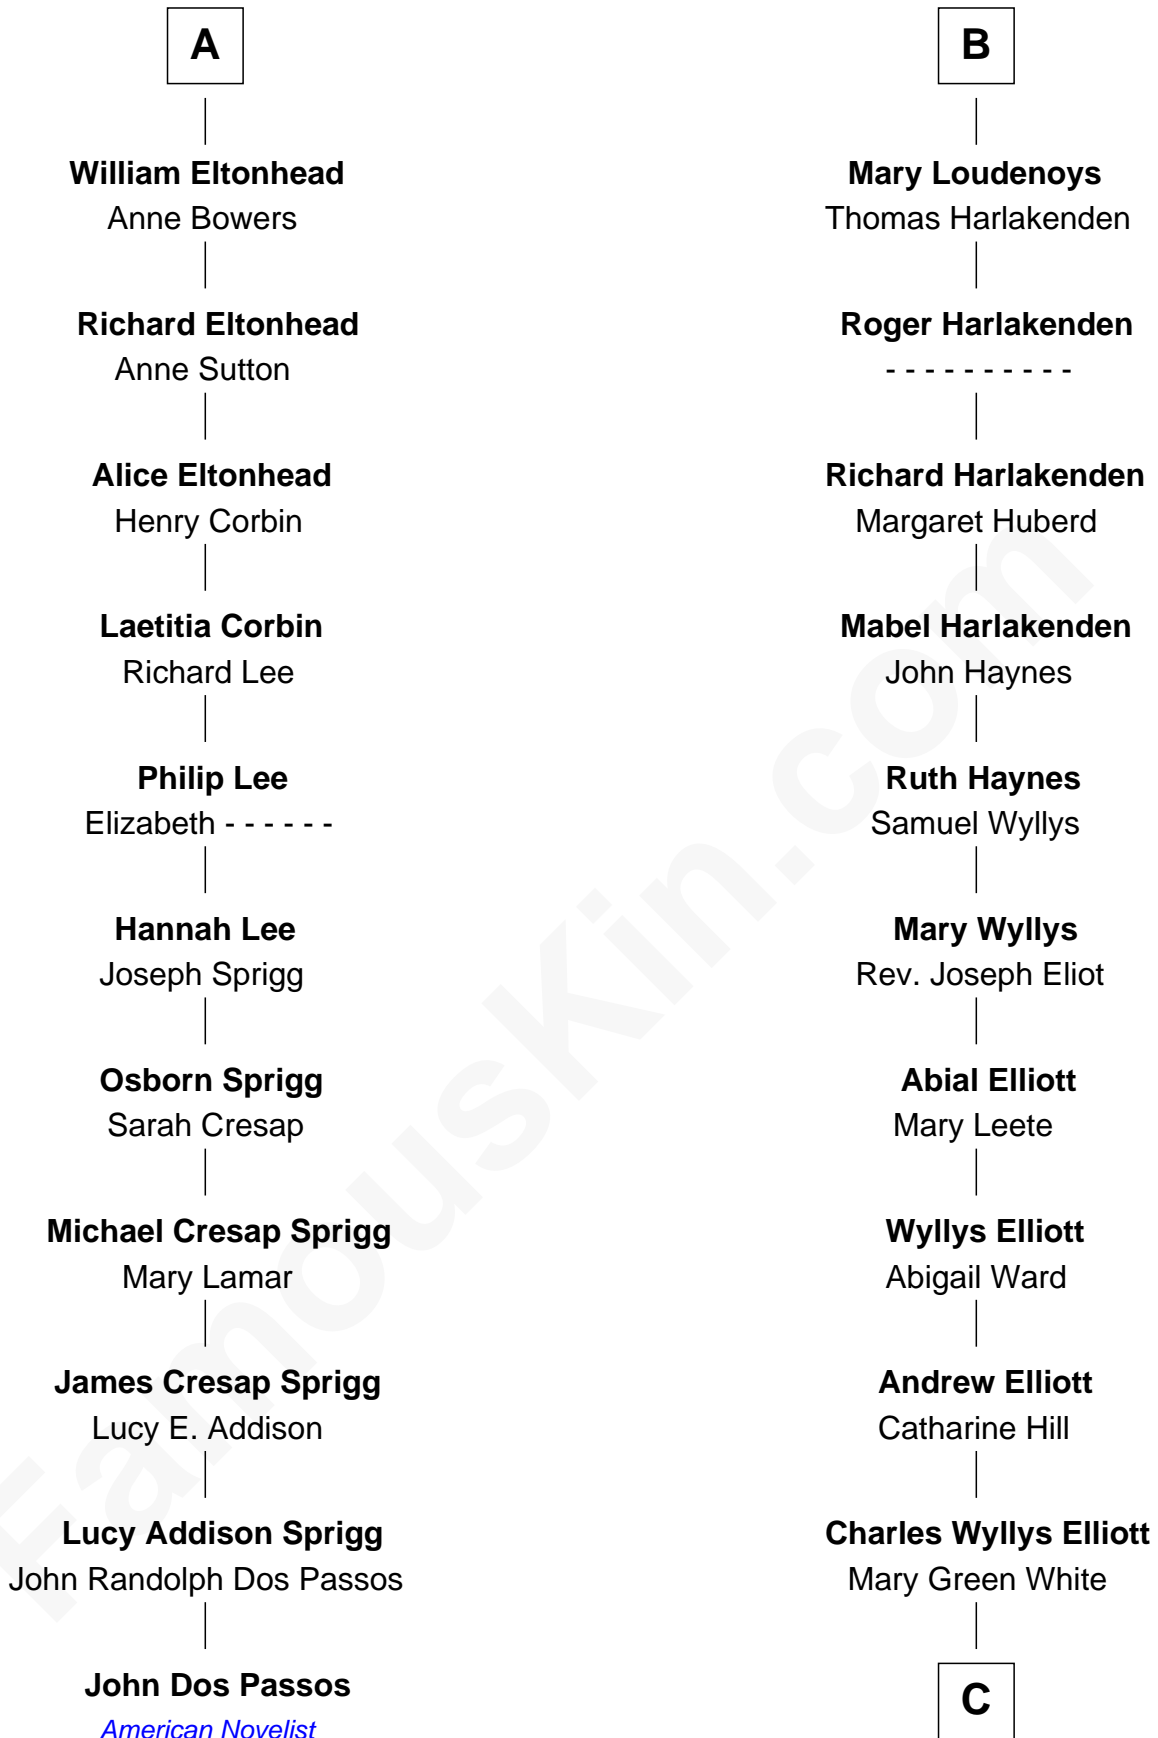 A
William Eltonhead
Anne Bowers
Richard Eltonhead
Anne Sutton
Alice Eltonhead
Henry Corbin
Laetitia Corbin
Richard Lee
Philip Lee
Elizabeth - - - - - -
Hannah Lee
Joseph Sprigg
Osborn Sprigg
Sarah Cresap
Michael Cresap Sprigg
Mary Lamar
James Cresap Sprigg
Lucy E. Addison
Lucy Addison Sprigg
John Randolph Dos Passos
John Dos Passos
American Novelist
B
Mary Loudenoys
Thomas Harlakenden
Roger Harlakenden
- - - - - - - - - -
Richard Harlakenden
Margaret Huberd
Mabel Harlakenden
John Haynes
Ruth Haynes
Samuel Wyllys
Mary Wyllys
Rev. Joseph Eliot
Abial Elliott
Mary Leete
Wyllys Elliott
Abigail Ward
Andrew Elliott
Catharine Hill
Charles Wyllys Elliott
Mary Green White
C
FamousKin.com